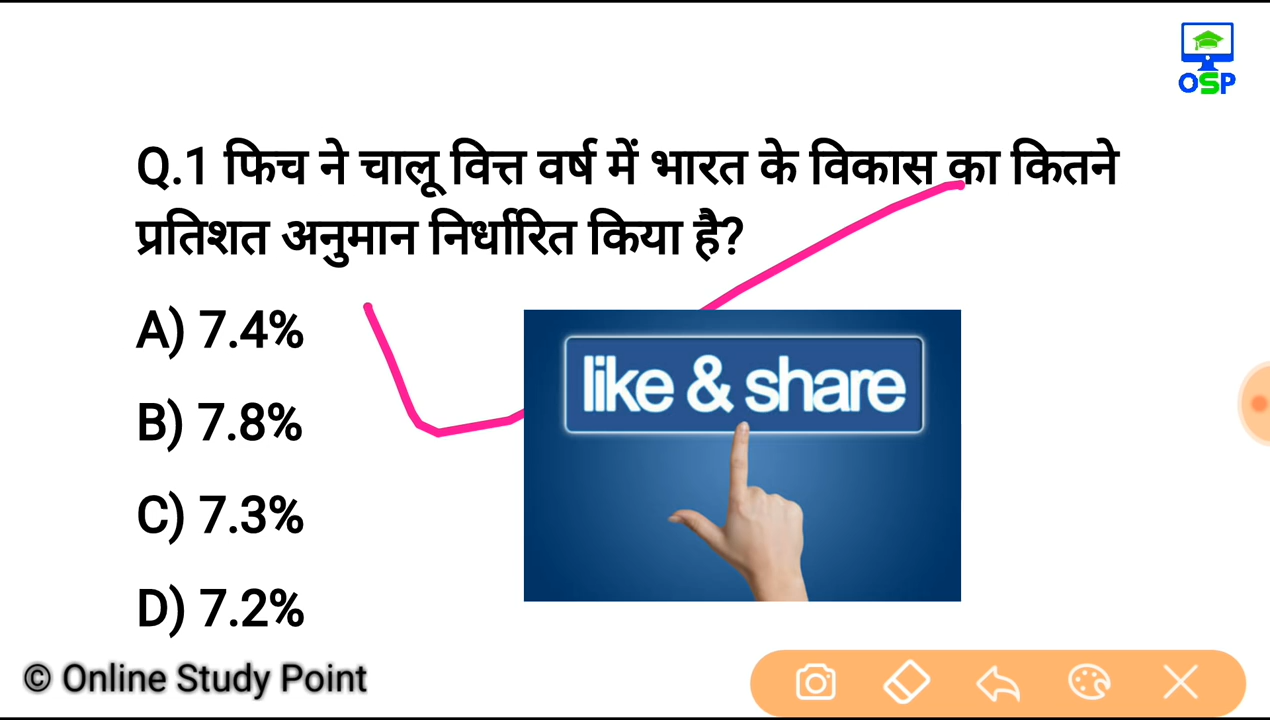 OSP
Q.1 फिच ने चालू वित्त वर्ष में भारत के विकास का कितने
प्रतिशत अनुमान निर्धारित किया है?
A) 7.4%
like & share
B) 7.8%
C) 7.3%
D) 7.2%
© Online Study Point